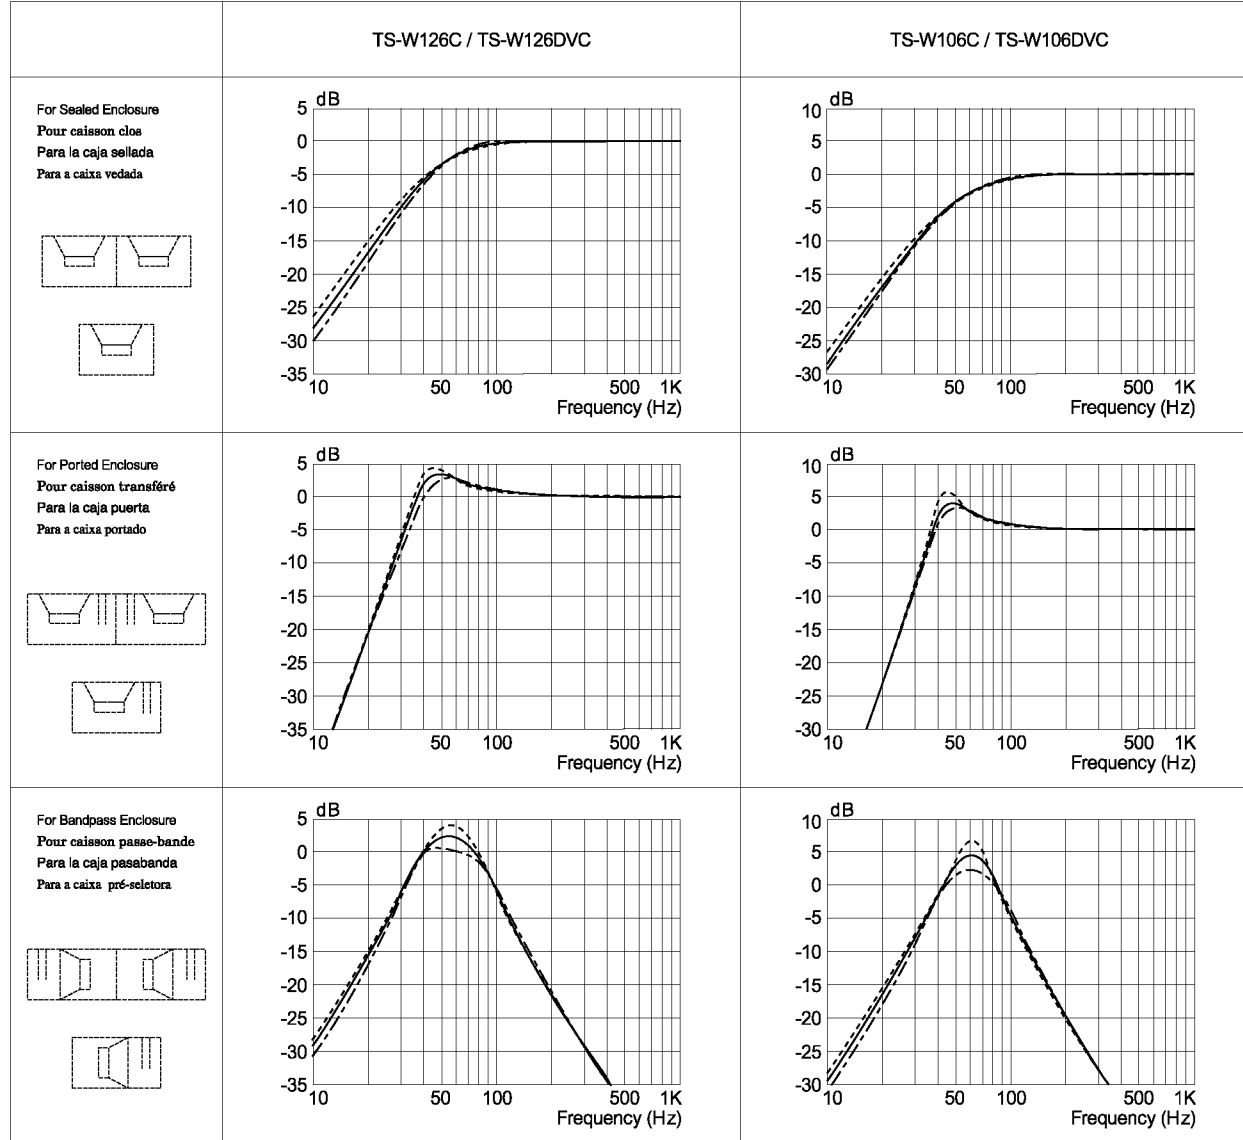 TS-W126C / TS-W126DVC
TS-W106C / TS-W106DVC
For Sealed Enclosure
Pour caisson clos
Para la caja sellada
Para a caixa vedada
dB
5
0
-5
-10
-15
-20
-25
-30
-35
10 50 100 500 1K
Frequency (Hz)
dB
10
5
0
-5
-10
-15
-20
-25
-30
10 50 100 500 1K
Frequency (Hz)
For Ported Enclosure
Pour caisson transféré
Para la caja puerta
Para a caixa portado
dB
5
0
-5
-10
-15
-20
-25
-30
-35
10 50 100 500 1K
Frequency (Hz)
dB
10
5
0
-5
-10
-15
-20
-25
-30
10 50 100 500 1K
Frequency (Hz)
For Bandpass Enclosure
Pour caisson passe-bande
Para la caja pasabanda
Para a caixa pré-seletora
dB
5
0
-5
-10
-15
-20
-25
-30
-35
10 50 100 500 1K
Frequency (Hz)
dB
10
5
0
-5
-10
-15
-20
-25
-30
10 50 100 500 1K
Frequency (Hz)